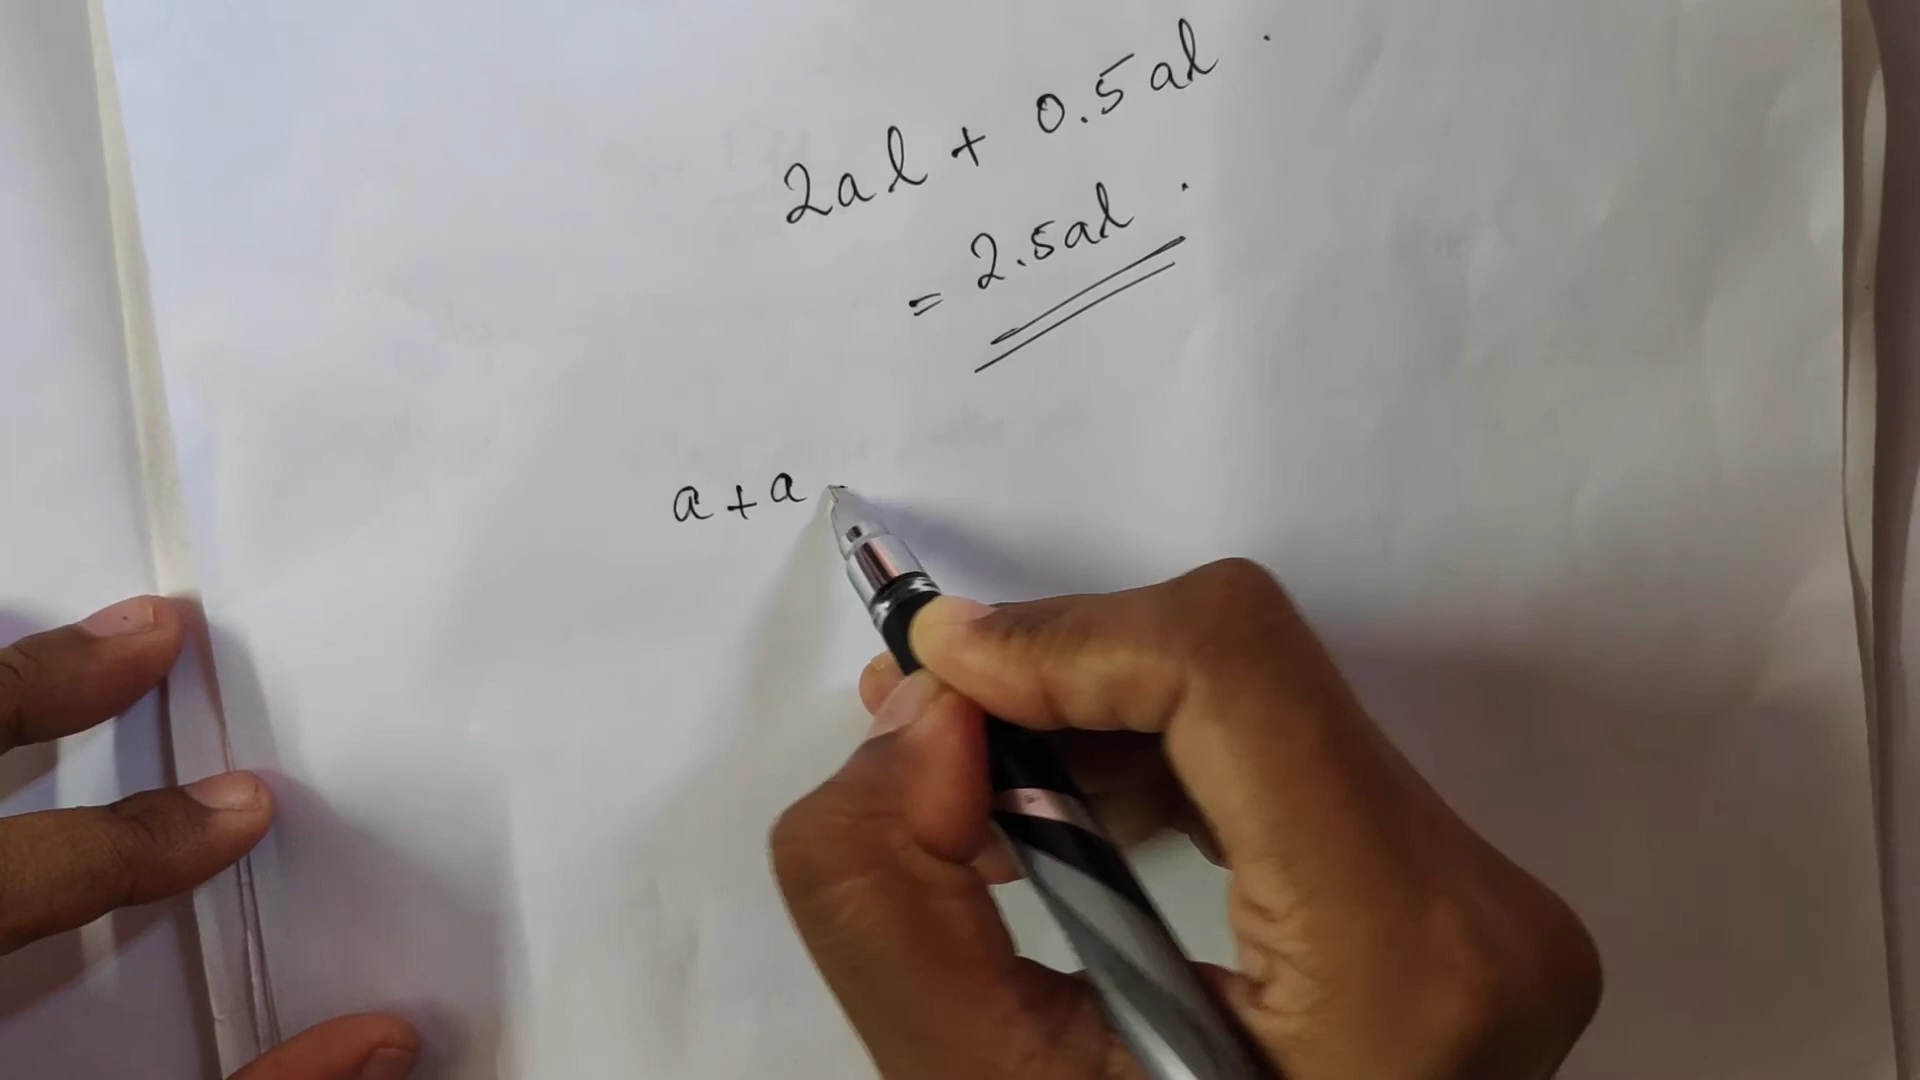 2al + 0.5al.
= 2.5al.
a + a